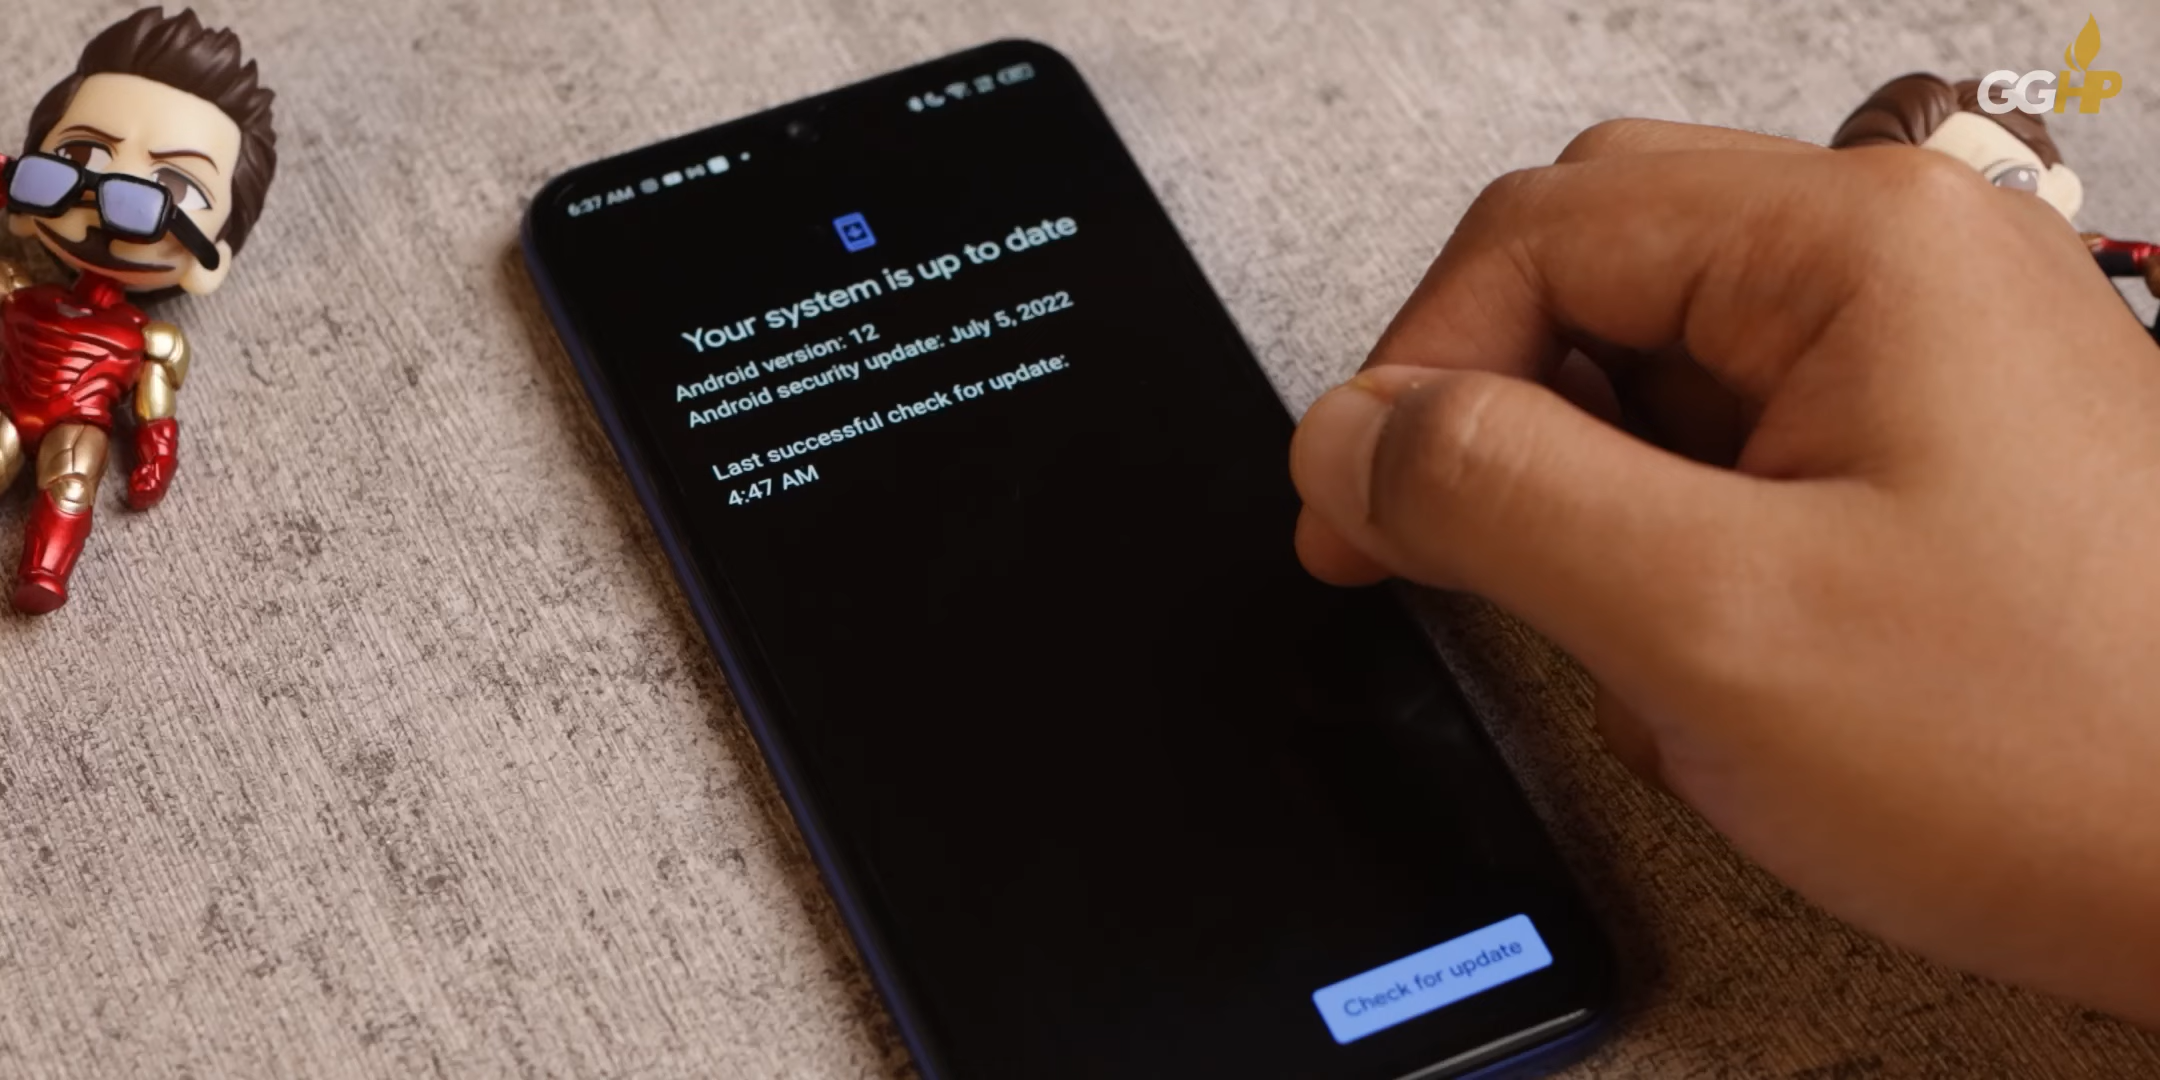 GGHP
6:37 AM
Your system is up to date
Android version: 12
Android security update: July 5, 2022
Last successful check for update:
4:47 AM
Check for update